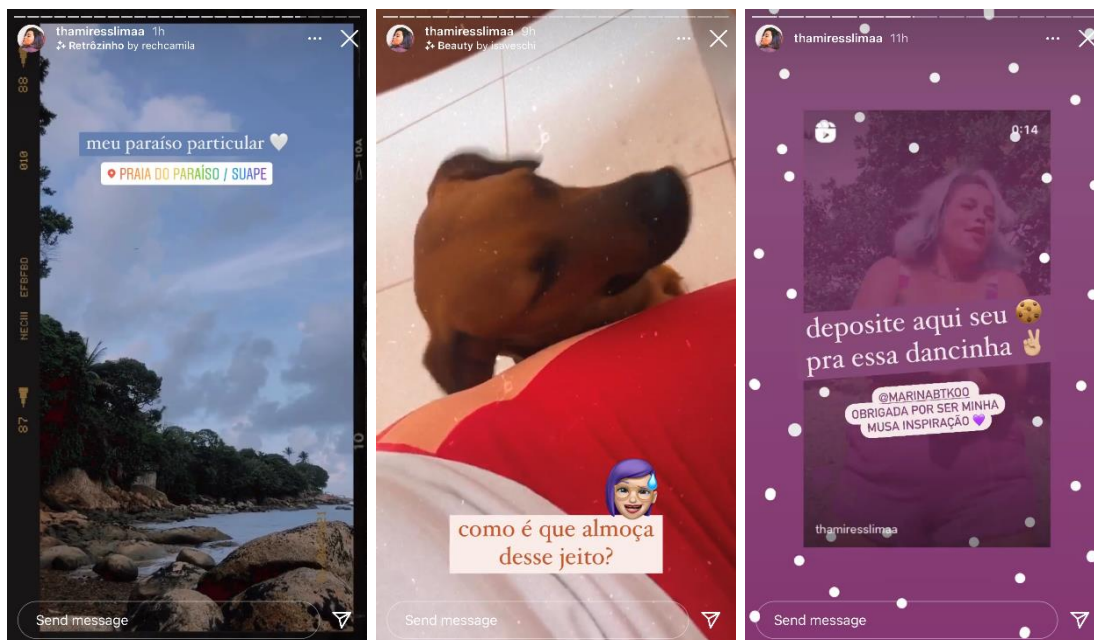 thamiresslimaa 1h
Retrôzinho by rechcamila
88
010
meu paraíso particular
PRAIA DO PARAÍSO / SUAPE
10A
EFBFBD
NECIII
87
10
Send message
thamiresslimaa 9h
Beauty by isaveschi
como é que almoça
desse jeito?
Send message
thamiresslimaa 11h
0:14
deposite aqui seu
pra essa dancinha
@MARINABTK00
OBRIGADA POR SER MINHA
MUSA INSPIRAÇÃO
thamiresslimaa
Send message